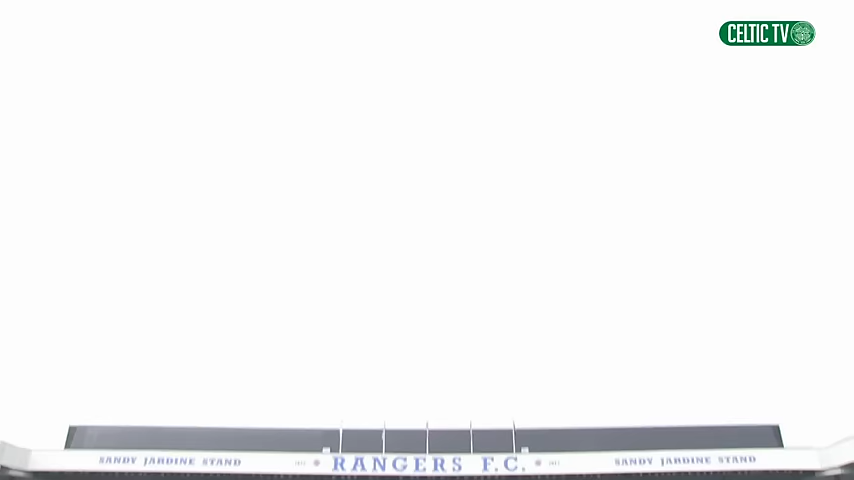 CELTIC TV
SANDY JARDINE STAND
RANGERS F.C.
SANDY JARDINE STAND